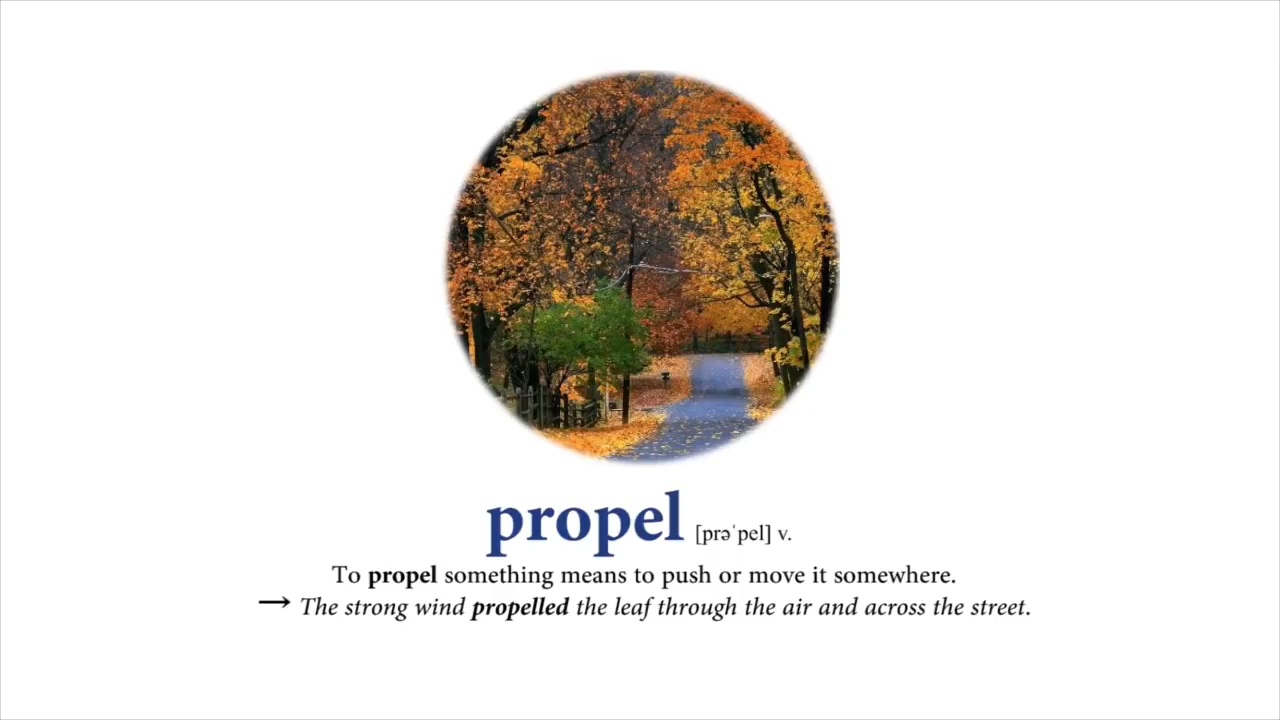 propel [prəˈpel] v.
To propel something means to push or move it somewhere.
→ The strong wind propelled the leaf through the air and across the street.